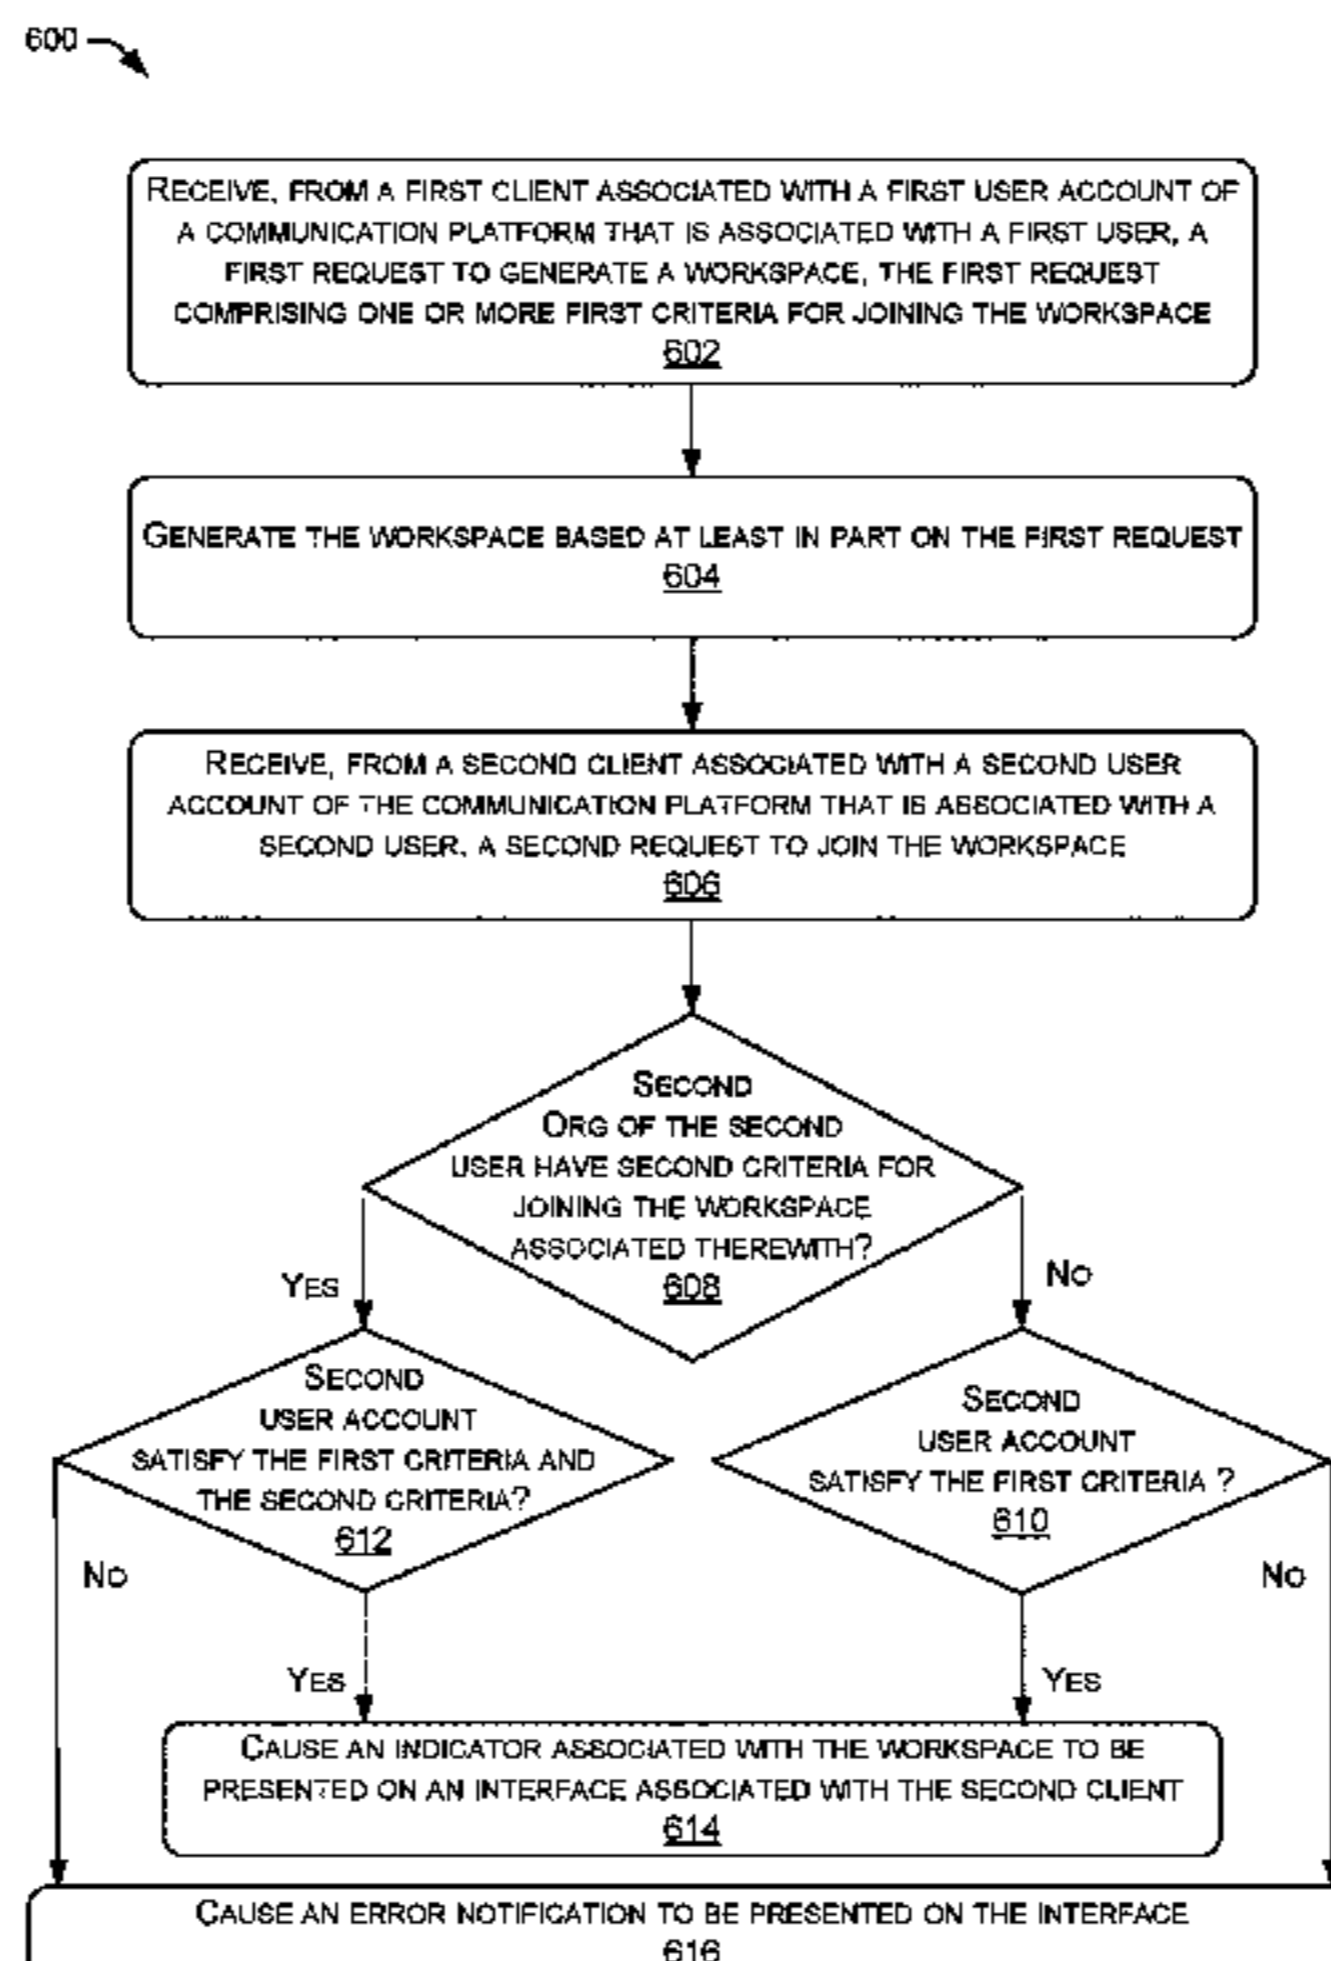 600
RECEIVE, FROM A FIRST CLIENT ASSOCIATED WITH A FIRST USER ACCOUNT OF
A COMMUNICATION PLATFORM THAT IS ASSOCIATED WITH A FIRST USER, A
FIRST REQUEST TO GENERATE A WORKSPACE, THE FIRST REQUEST
COMPRISING ONE OR MORE FIRST CRITERIA FOR JOINING THE WORKSPACE
602
GENERATE THE WORKSPACE BASED AT LEAST IN PART ON THE FIRST REQUEST
604
RECEIVE, FROM A SECOND CLIENT ASSOCIATED WITH A SECOND USER
ACCOUNT OF THE COMMUNICATION PLATFORM THAT IS ASSOCIATED WITH A
SECOND USER, A SECOND REQUEST TO JOIN THE WORKSPACE
606
SECOND
ORG OF THE SECOND
USER HAVE SECOND CRITERIA FOR
JOINING THE WORKSPACE
ASSOCIATED THEREWITH?
608
YES
NO
SECOND
USER ACCOUNT
SATISFY THE FIRST CRITERIA AND
THE SECOND CRITERIA?
612
SECOND
USER ACCOUNT
SATISFY THE FIRST CRITERIA ?
610
NO
NO
YES
YES
CAUSE AN INDICATOR ASSOCIATED WITH THE WORKSPACE TO BE
PRESENTED ON AN INTERFACE ASSOCIATED WITH THE SECOND CLIENT
614
CAUSE AN ERROR NOTIFICATION TO BE PRESENTED ON THE INTERFACE
616